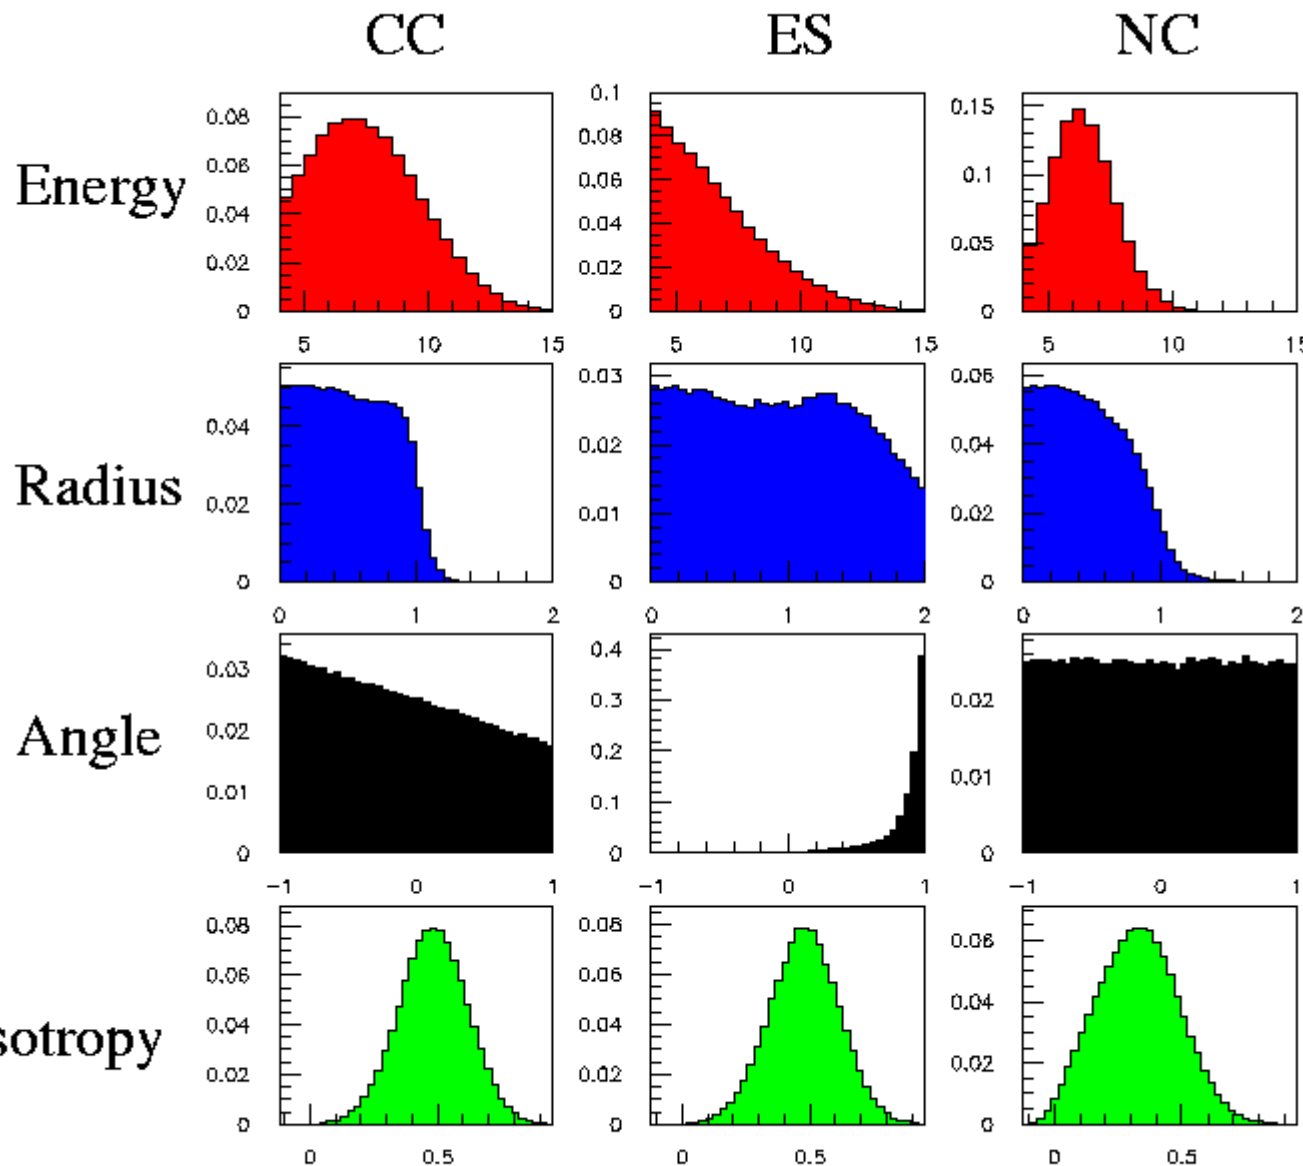 CC ES NC
0.08 0.06 0.04 0.02 0
0.1 0.08 0.06 0.04 0.02 0
0.15 0.1 0.05 0
Energy
5 10 15 5 10 15 5 10 15
0.04 0.02 0
0.03 0.02 0.01 0
0.06 0.04 0.02 0
Radius
0 1 2 0 1 2 0 1 2
0.03 0.02 0.01 0
0.4 0.3 0.2 0.1 0
0.02 0.01 0
Angle
−1 0 1 −1 0 1 −1 0 1
0.08 0.06 0.04 0.02 0
0.08 0.06 0.04 0.02 0
0.06 0.04 0.02 0
sotropy
0 0.5 0 0.5 0 0.5